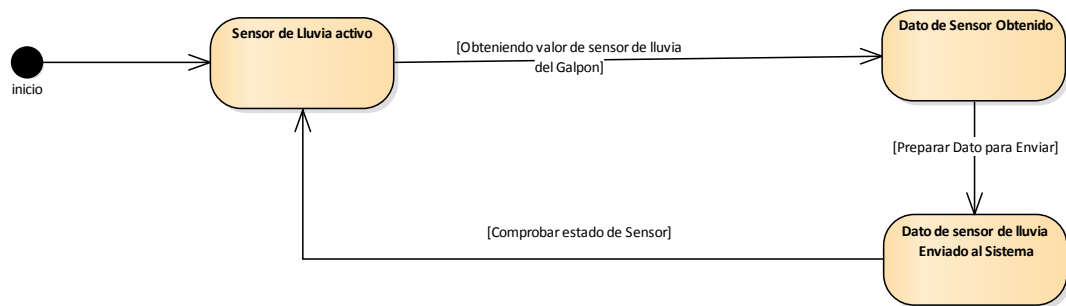 inicio
Sensor de Lluvia activo
[Obteniendo valor de sensor de lluvia
del Galpon]
Dato de Sensor Obtenido
[Preparar Dato para Enviar]
Dato de sensor de lluvia
Enviado al Sistema
[Comprobar estado de Sensor]